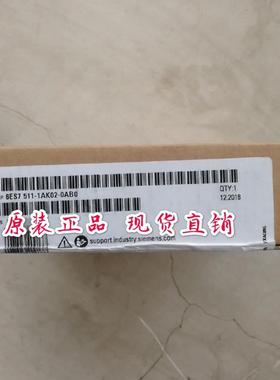 6ES7 511-1AK02-0AB0
QTY:1
12.2018
原装正品 现货直销
support.industry.siemens.com